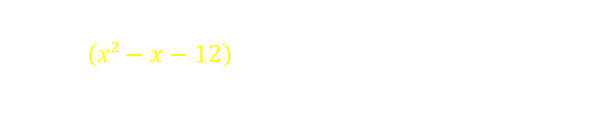 (x² − x − 12)